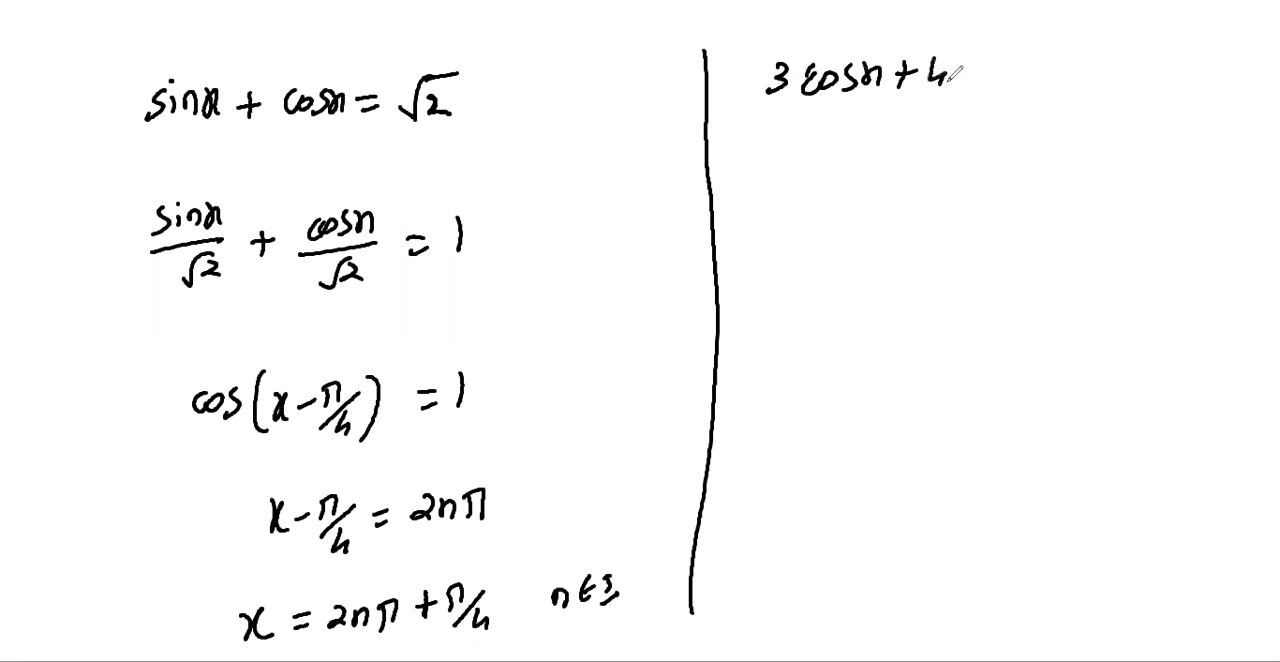 sinx + cosx = √2
sinx/√2 + cosx/√2 = 1
cos(x - π/4) = 1
x - π/4 = 2nπ
x = 2nπ + π/4 n ∈ I
3 cosx + 4